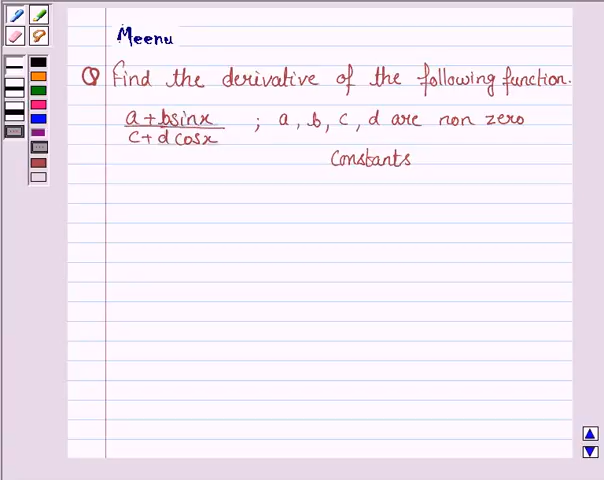 Meenu
Q Find the derivative of the following function.
a + bsinx ; a, b, c, d are non zero
c + d cosx
constants